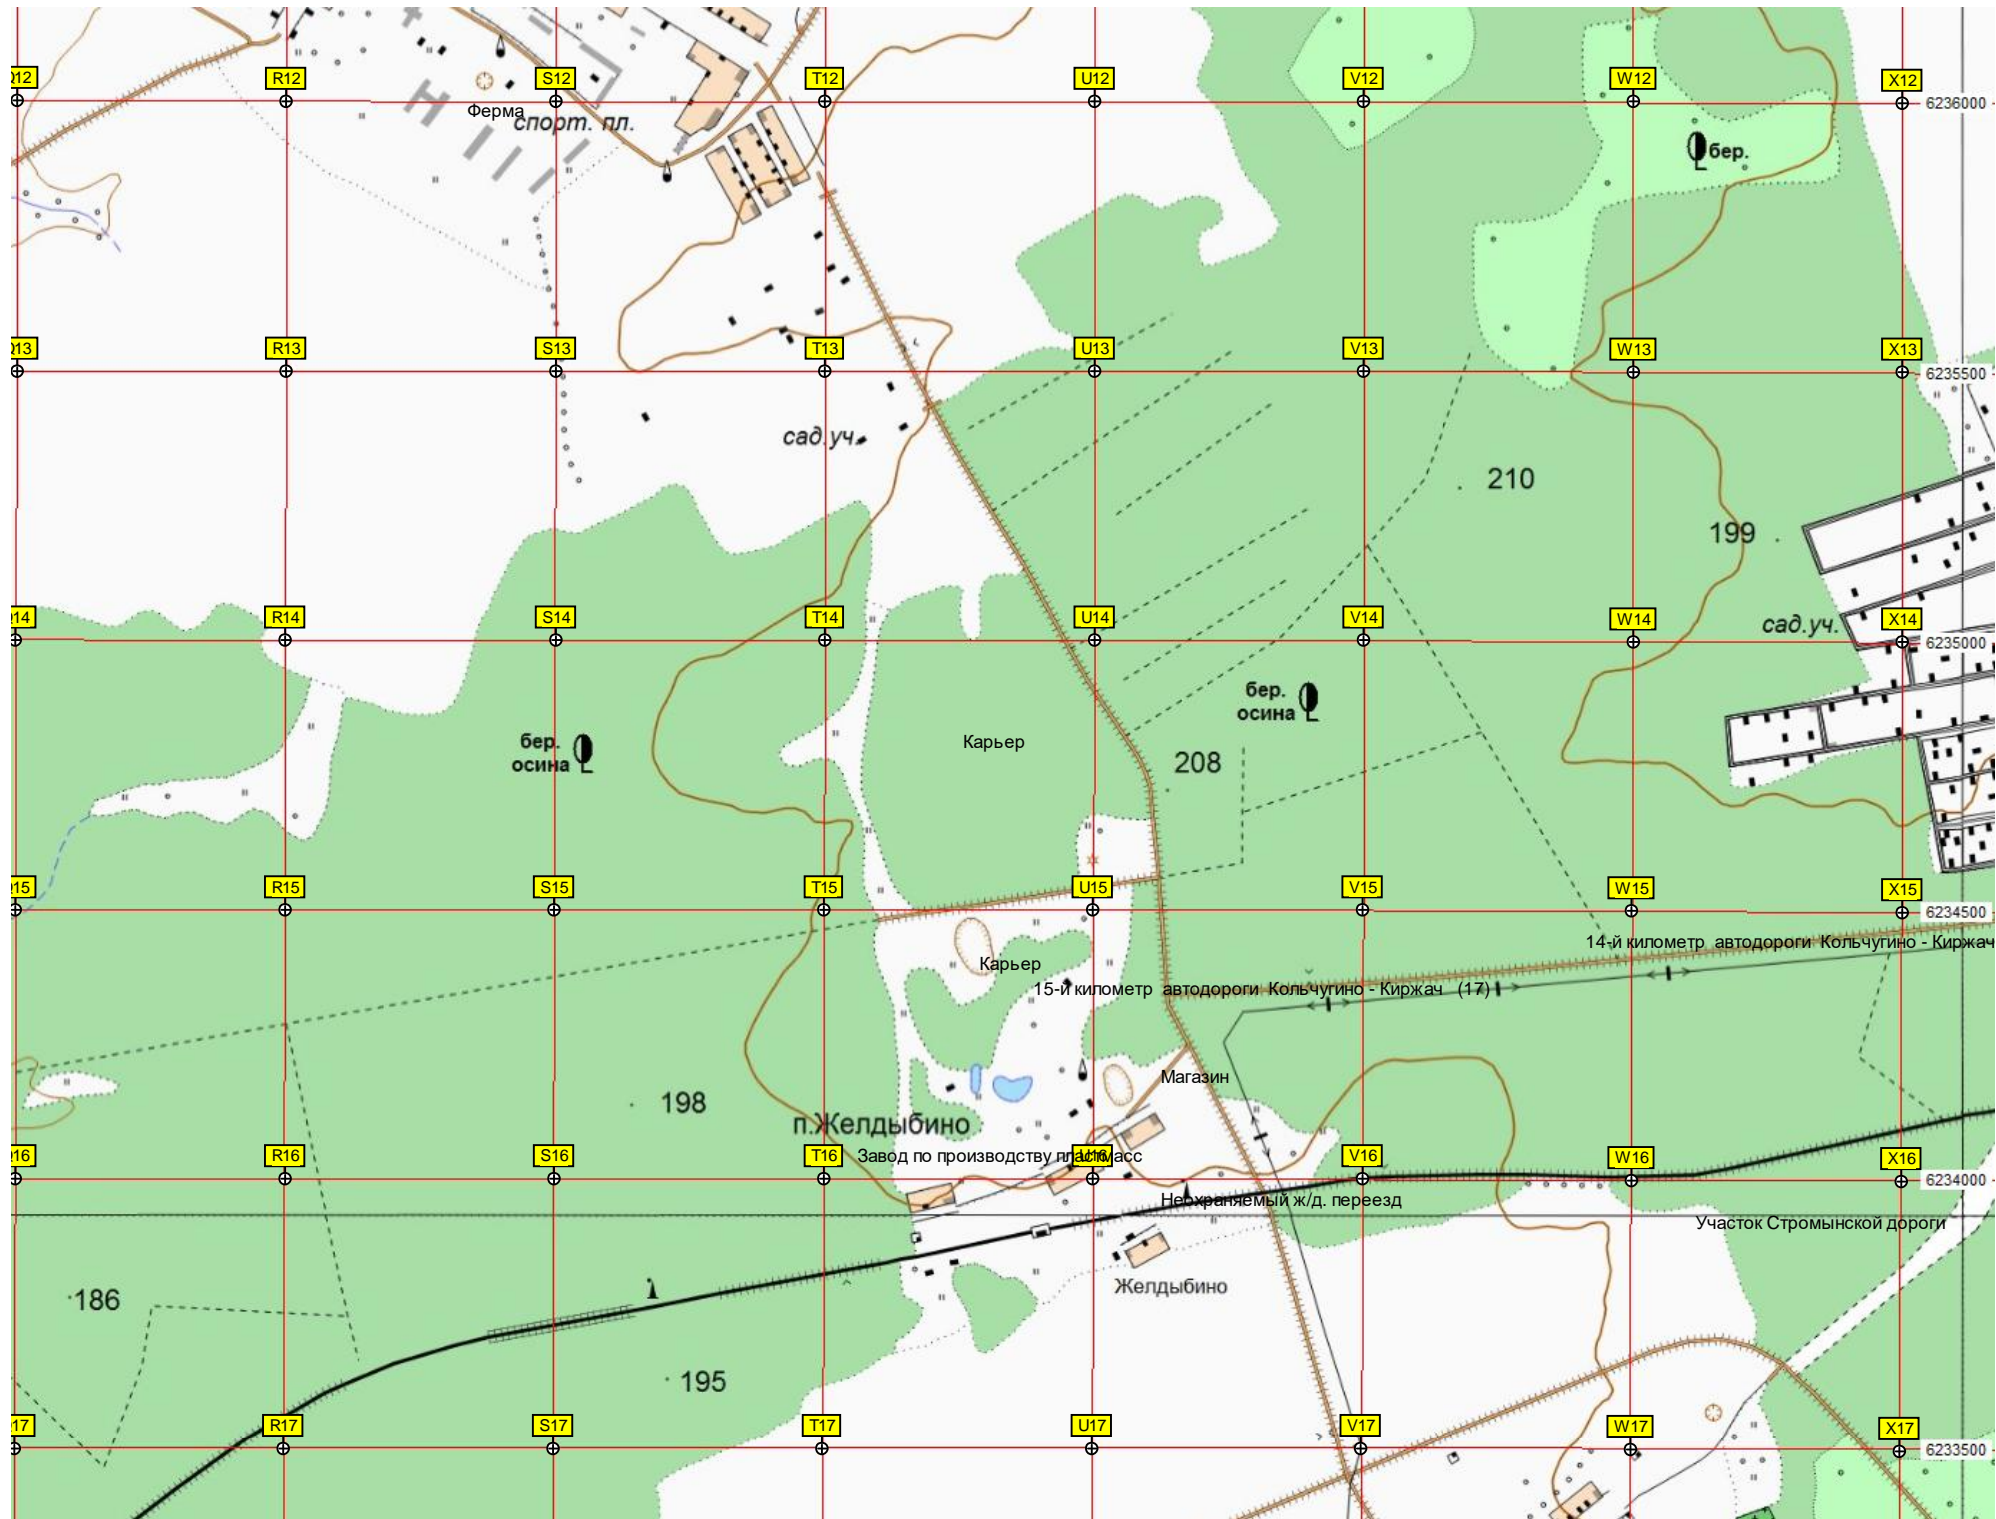 R12
S12
T12
U12
V12
W12
X12
6236000
Ферма
спорт. пл.
бер.
R13
S13
T13
U13
V13
W13
X13
6235500
сад.уч.
210
199
R14
S14
T14
U14
V14
W14
X14
сад.уч.
6235000
бер.
осина
Карьер
бер.
осина
208
R15
S15
T15
U15
V15
W15
X15
6234500
14-й километр автодороги Кольчугино - Киржач
Карьер
15-й километр автодороги Кольчугино - Киржач (17)
Магазин
198
п.Желдыбино
R16
S16
T16
Завод по производству пластмасс
U16
V16
W16
X16
6234000
Неохраняемый ж/д. переезд
Участок Стромынской дороги
Желдыбино
186
195
R17
S17
T17
U17
V17
W17
X17
6233500